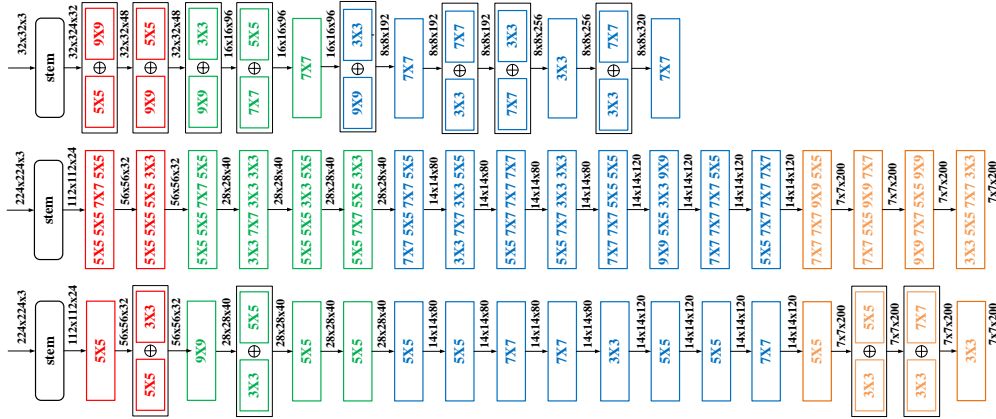 32x32x3
stem
32x324x32
9X9
5X5
32x32x48
5X5
9X9
32x32x48
3X3
9X9
16x16x96
5X5
7X7
16x16x96
7X7
16x16x96
3X3
9X9
8x8x192
7X7
8x8x192
7X7
3X3
8x8x192
3X3
7X7
8x8x256
3X3
8x8x256
7X7
3X3
8x8x320
7X7
224x224x3
stem
112x112x24
5X5 5X5 7X7 5X5
56x56x32
5X5 5X5 5X5 3X3
56x56x32
5X5 5X5 7X7 5X5
28x28x40
3X3 7X7 3X3 3X3
28x28x40
5X5 5X5 3X3 5X5
28x28x40
5X5 7X7 5X5 3X3
28x28x40
7X7 7X7 5X5 5X5
14x14x80
3X3 7X7 3X3 5X5
14x14x80
5X5 7X7 7X7 7X7
14x14x80
5X5 7X7 3X3 7X7
14x14x80
7X7 7X7 7X7 5X5
14x14x120
9X9 5X5 3X3 9X9
14x14x120
7X7 7X7 7X7 5X5
14x14x120
5X5 7X7 7X7 7X7
14x14x120
7X7 7X7 9X9 5X5
7x7x200
7X7 5X5 9X9 7X7
7x7x200
9X9 7X7 5X5 9X9
7x7x200
3X3 5X5 7X7 3X3
7x7x200
224x224x3
stem
112x112x24
5X5
56x56x32
3X3
5X5
56x56x32
9X9
28x28x40
5X5
3X3
28x28x40
5X5
28x28x40
5X5
28x28x40
5X5
14x14x80
5X5
14x14x80
7X7
14x14x80
7X7
14x14x80
3X3
14x14x120
5X5
14x14x120
5X5
14x14x120
7X7
14x14x120
5X5
7x7x200
5X5
3X3
7x7x200
7X7
3X3
7x7x200
3X3
7x7x200